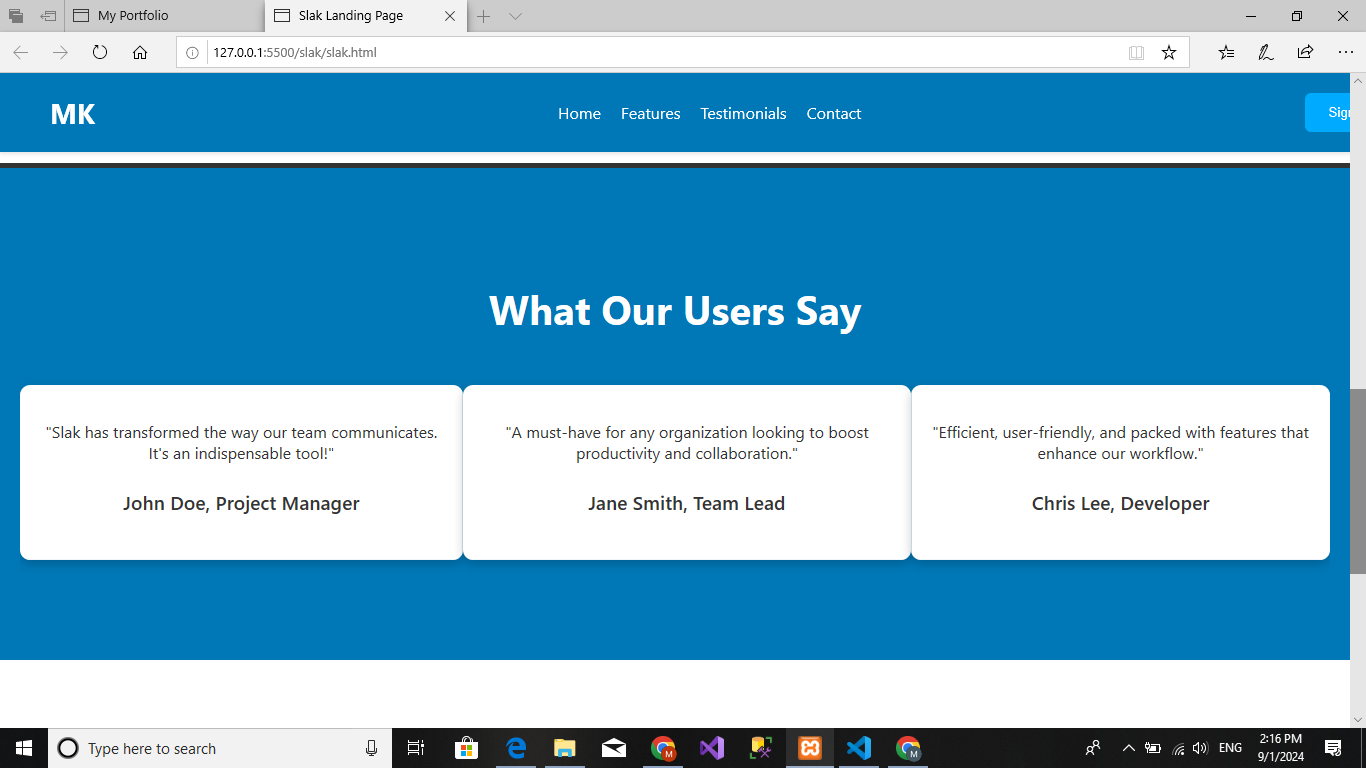 My Portfolio
Slak Landing Page
127.0.0.1:5500/slak/slak.html
MK
Home Features Testimonials Contact
Sign
What Our Users Say
"Slak has transformed the way our team communicates.
It's an indispensable tool!"
John Doe, Project Manager
"A must-have for any organization looking to boost
productivity and collaboration."
Jane Smith, Team Lead
"Efficient, user-friendly, and packed with features that
enhance our workflow."
Chris Lee, Developer
Type here to search
M
M
ENG
2:16 PM
9/1/2024